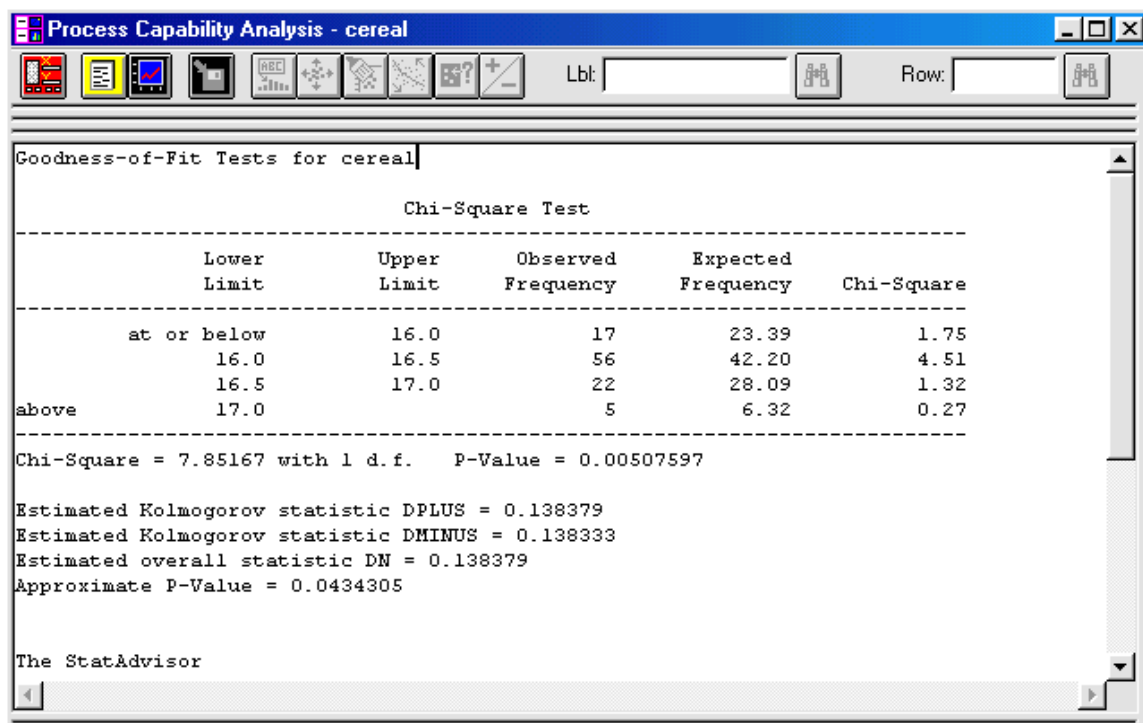 Process Capability Analysis - cereal
ABC Lbl: Row:
Goodness-of-Fit Tests for cereal
Chi-Square Test
--------------------------------------------------------------------------------
Lower Upper Observed Expected
Limit Limit Frequency Frequency Chi-Square
--------------------------------------------------------------------------------
at or below 16.0 17 23.39 1.75
16.0 16.5 56 42.20 4.51
16.5 17.0 22 28.09 1.32
above 17.0 5 6.32 0.27
--------------------------------------------------------------------------------
Chi-Square = 7.85167 with 1 d.f. P-Value = 0.00507597
Estimated Kolmogorov statistic DPLUS = 0.138379
Estimated Kolmogorov statistic DMINUS = 0.138333
Estimated overall statistic DN = 0.138379
Approximate P-Value = 0.0434305
The StatAdvisor